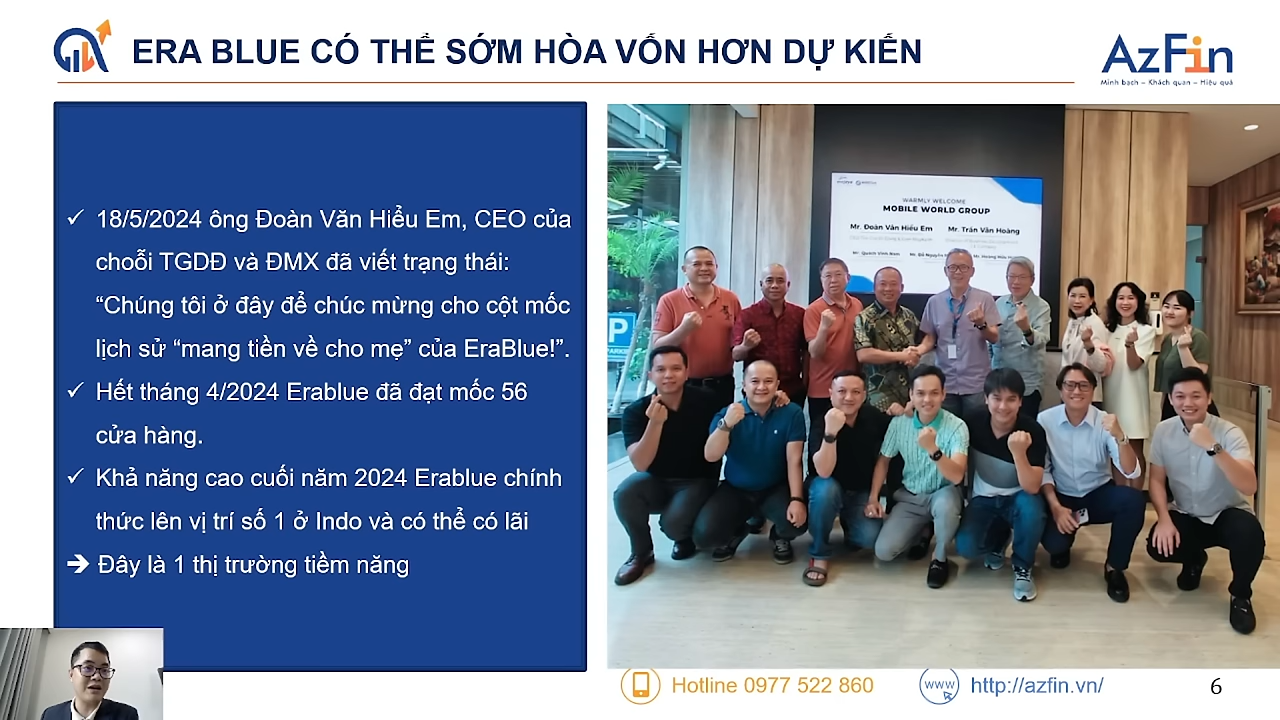 ERA BLUE CÓ THỂ SỚM HÒA VỐN HƠN DỰ KIẾN
AzFin
Minh bạch – Khách quan – Hiệu quả
✓ 18/5/2024 ông Đoàn Văn Hiểu Em, CEO của
choỗi TGDĐ và ĐMX đã viết trạng thái:
“Chúng tôi ở đây để chúc mừng cho cột mốc
lịch sử “mang tiền về cho mẹ” của EraBlue!”.
✓ Hết tháng 4/2024 Erablue đã đạt mốc 56
cửa hàng.
✓ Khả năng cao cuối năm 2024 Erablue chính
thức lên vị trí số 1 ở Indo và có thể có lãi
➔ Đây là 1 thị trường tiềm năng
WARMLY WELCOME
MOBILE WORLD GROUP
Mr. Đoàn Văn Hiểu Em
Mr. Trần Văn Hoàng
P
PARKIR
Hotline 0977 522 860
www
http://azfin.vn/
6